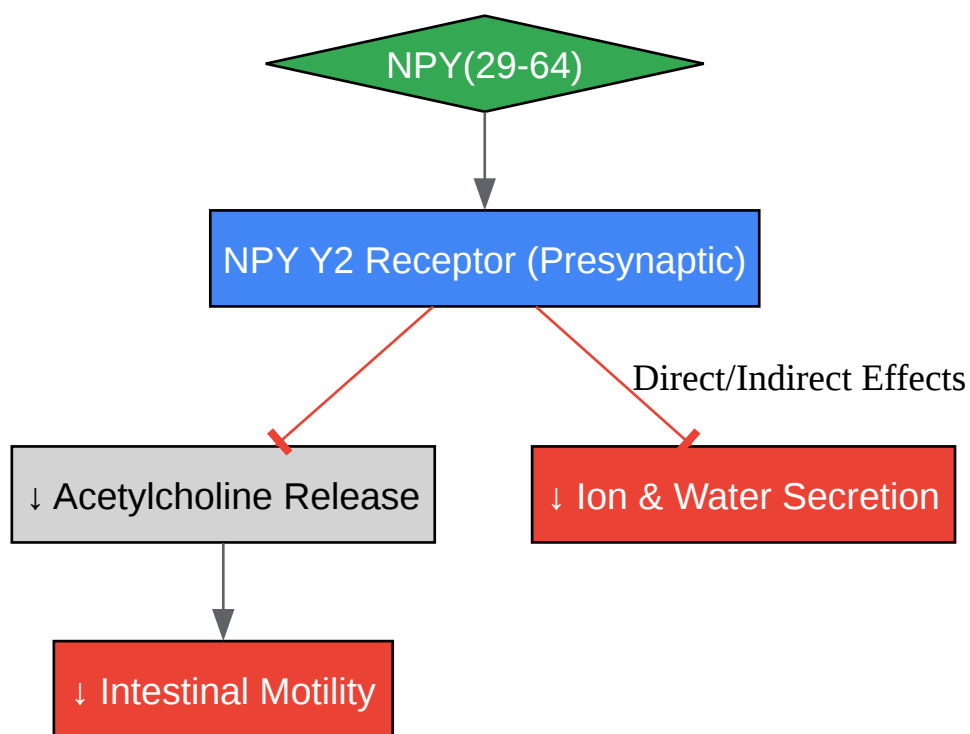 NPY(29-64)
NPY Y2 Receptor (Presynaptic)
Direct/Indirect Effects
↓ Acetylcholine Release
↓ Ion & Water Secretion
↓ Intestinal Motility